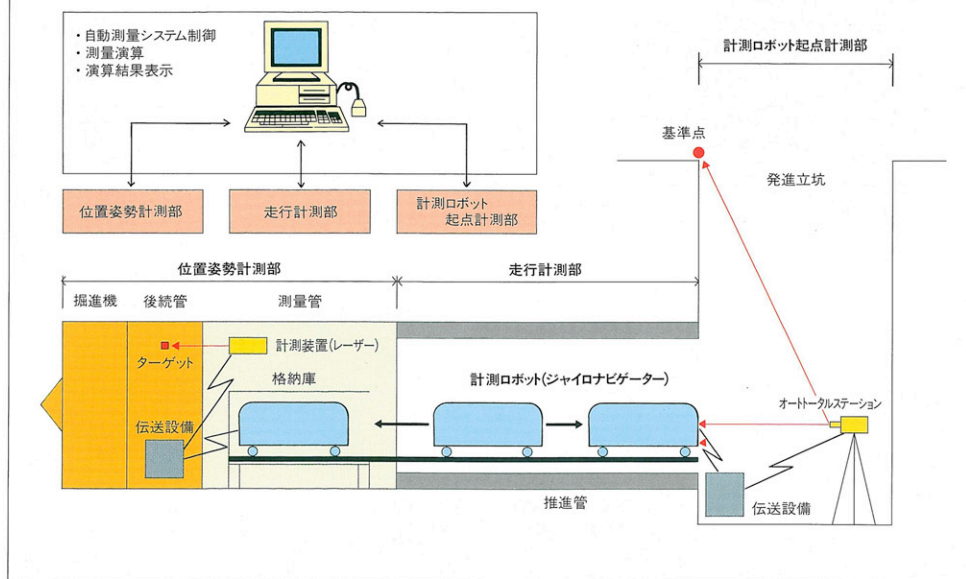 ・自動測量システム制御
・測量演算
・演算結果表示
計測ロボット起点計測部
基準点
発進立坑
位置姿勢計測部
走行計測部
計測ロボット
起点計測部
位置姿勢計測部
走行計測部
掘進機
後続管
測量管
ターゲット
計測装置(レーザー)
格納庫
計測ロボット(ジャイロナビゲーター)
オートトータルステーション
伝送設備
推進管
伝送設備